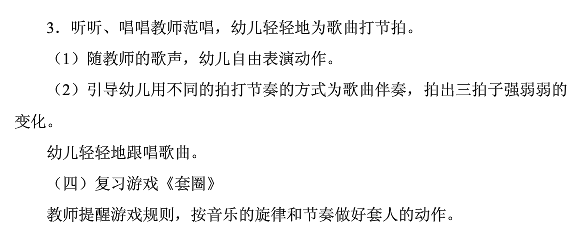 3．听听、唱唱教师范唱，幼儿轻轻地为歌曲打节拍。
（1）随教师的歌声，幼儿自由表演动作。
（2）引导幼儿用不同的拍打节奏的方式为歌曲伴奏，拍出三拍子强弱弱的
变化。
幼儿轻轻地跟唱歌曲。
（四）复习游戏《套圈》
教师提醒游戏规则，按音乐的旋律和节奏做好套人的动作。